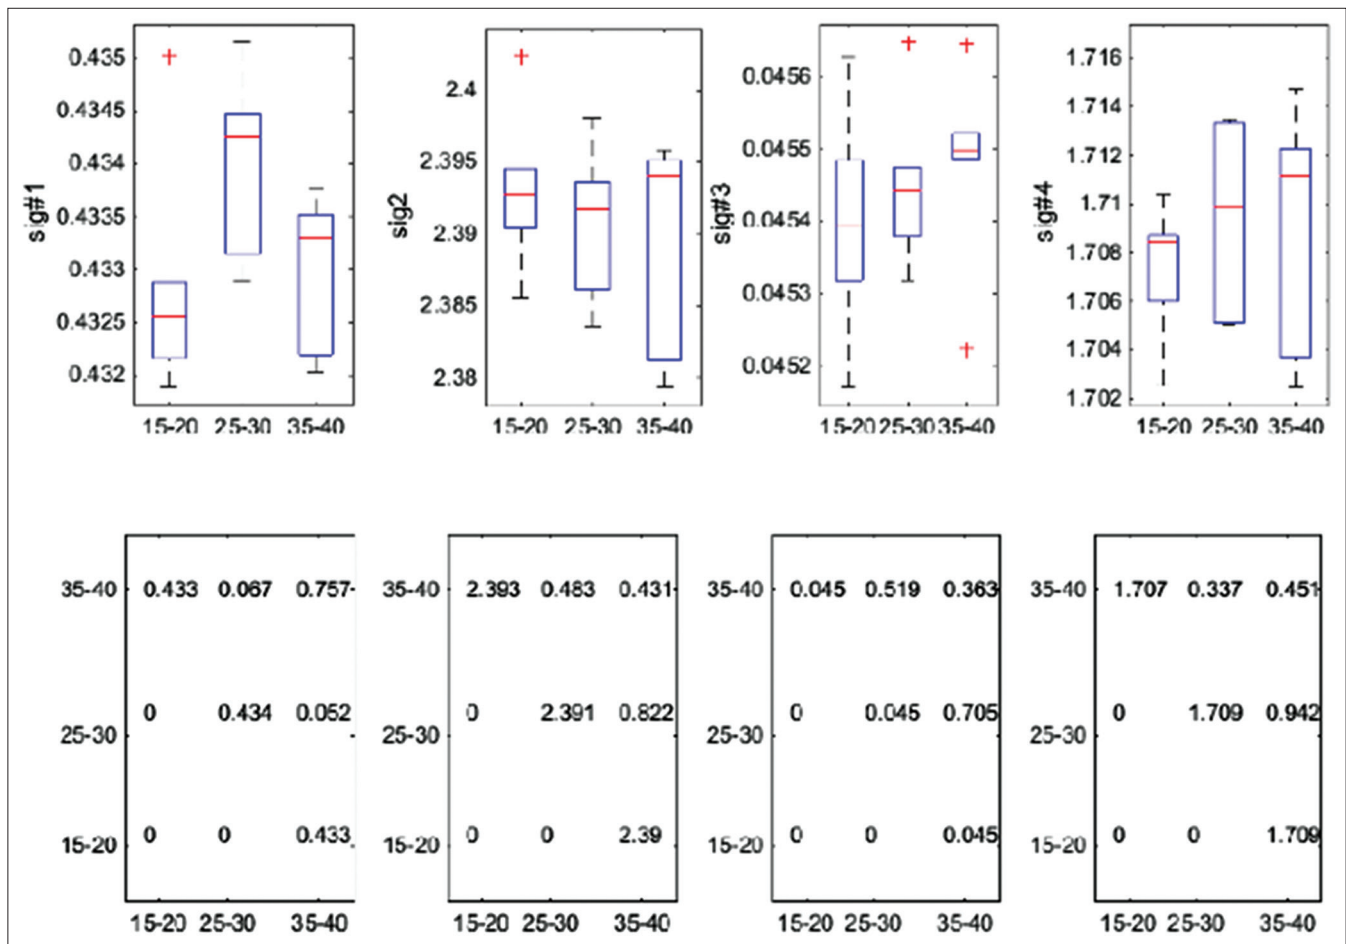 sig#1
0.435
0.4345
0.434
0.4335
0.433
0.4325
0.432
15-20 25-30 35-40
sig2
2.4
2.395
2.39
2.385
2.38
15-20 25-30 35-40
sig#3
0.0456
0.0455
0.0454
0.0453
0.0452
15-20 25-30 35-40
sig#4
1.716
1.714
1.712
1.71
1.708
1.706
1.704
1.702
15-20 25-30 35-40
35-40 0.433 0.067 0.757
0 0.434 0.052
25-30
0 0 0.433
15-20
15-20 25-30 35-40
35-40 2.393 0.483 0.431
0 2.391 0.822
25-30
0 0 2.39
15-20
15-20 25-30 35-40
35-40 0.045 0.519 0.363
0 0.045 0.705
25-30
0 0 0.045
15-20
15-20 25-30 35-40
35-40 1.707 0.337 0.451
0 1.709 0.942
25-30
0 0 1.709
15-20
15-20 25-30 35-40